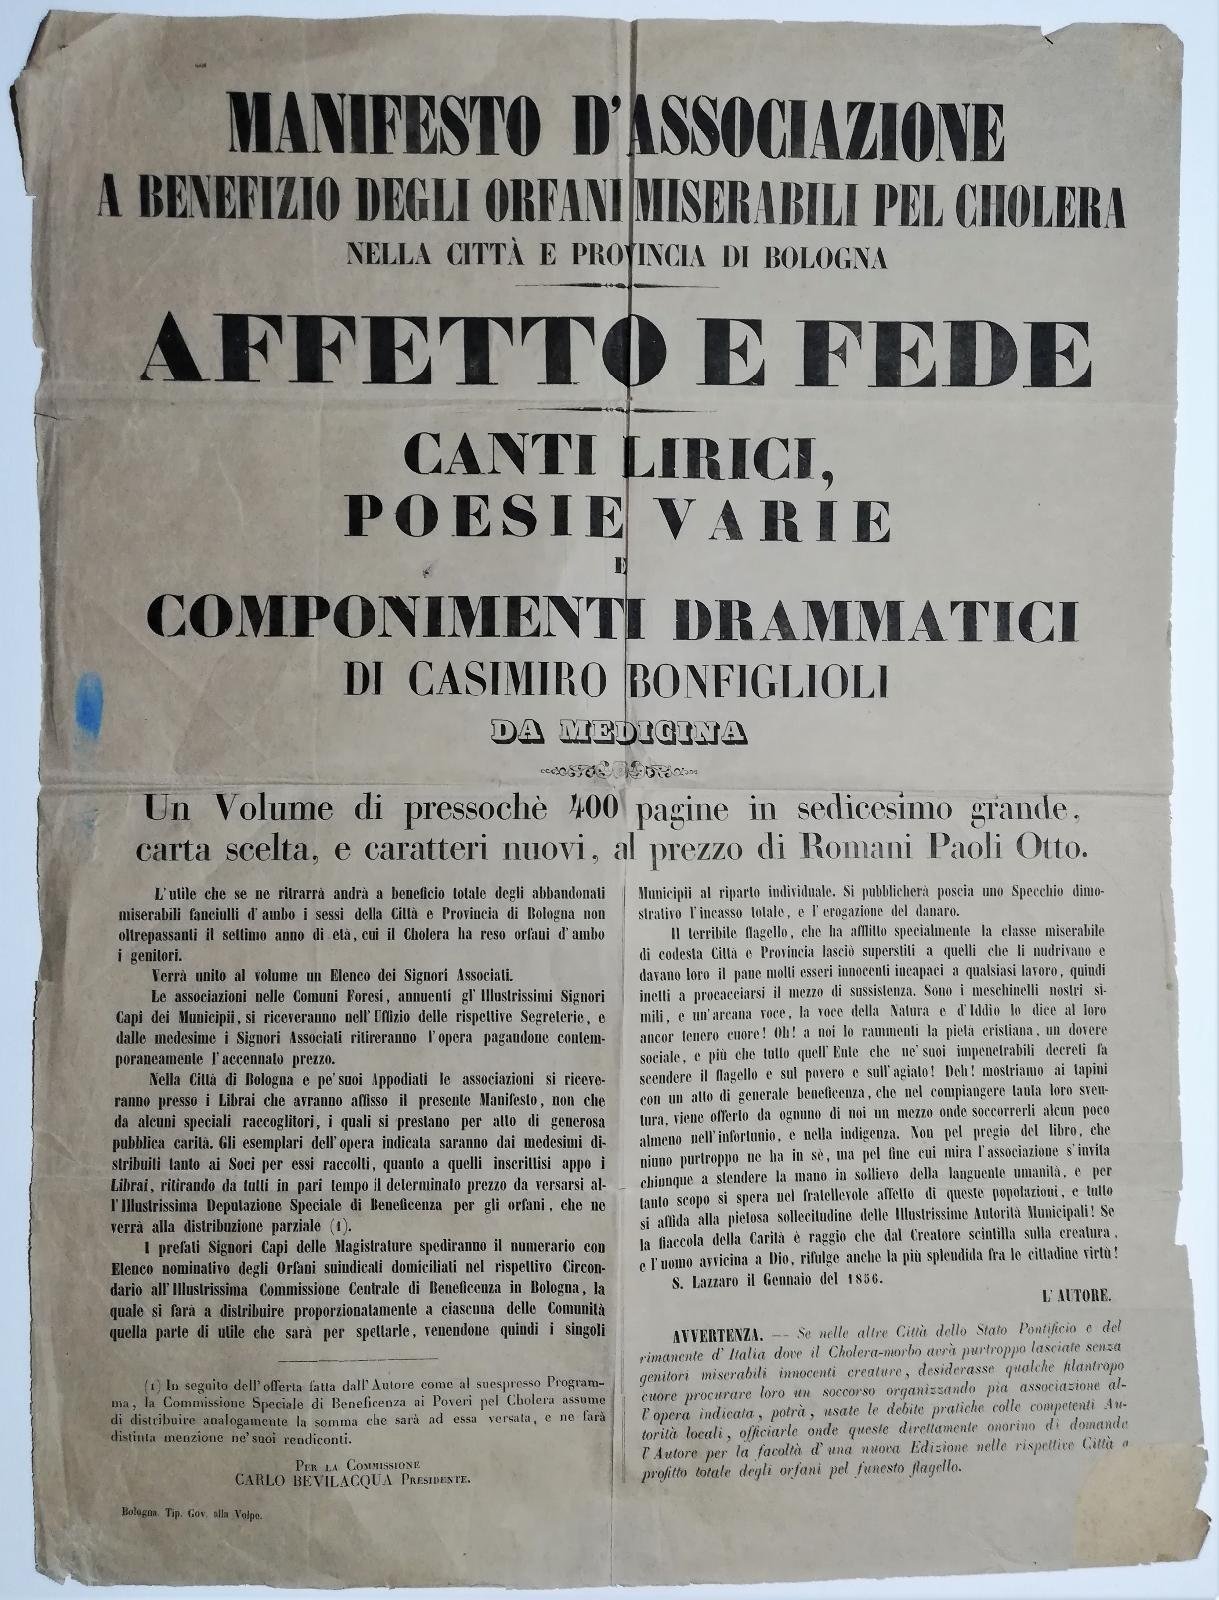 MANIFESTO D'ASSOCIAZIONE
A BENEFIZIO DEGLI ORFANI MISERABILI PEL CHOLERA
NELLA CITTÀ E PROVINCIA DI BOLOGNA
AFFETTO E FEDE
CANTI LIRICI,
POESIE VARIE
E
COMPONIMENTI DRAMMATICI
DI CASIMIRO BONFIGLIOLI
DA MEDICINA
Un Volume di pressochè 400 pagine in sedicesimo grande,
carta scelta, e caratteri nuovi, al prezzo di Romani Paoli Otto.
L'utile che se ne ritrarrà andrà a beneficio totale degli abbandonati
miserabili fanciulli d'ambo i sessi della Città e Provincia di Bologna non
oltrepassanti il settimo anno di età, cui il Cholera ha reso orfani d'ambo
i genitori.
Verrà unito al volume un Elenco dei Signori Associati.
Le associazioni nelle Comuni Foresi, annuenti gl'Illustrissimi Signori
Capi dei Municipii, si riceveranno nell'Uffizio delle rispettive Segreterie, e
dalle medesime i Signori Associati ritireranno l'opera pagandone contem-
poraneamente l'accennato prezzo.
Nella Città di Bologna e pe'suoi Appodiati le associazioni si riceve-
ranno presso i Librai che avranno affisso il presente Manifesto, non che
da alcuni speciali raccoglitori, i quali si prestano per atto di generosa
pubblica carità. Gli esemplari dell'opera indicata saranno dai medesimi di-
stribuiti tanto ai Soci per essi raccolti, quanto a quelli inscrittisi appo i
Librai, ritirando da tutti in pari tempo il determinato prezzo da versarsi al-
l'Illustrissima Deputazione Speciale di Beneficenza per gli orfani, che ne
verrà alla distribuzione parziale (1).
I prefati Signori Capi delle Magistrature spediranno il numerario con
Elenco nominativo degli Orfani suindicati domiciliati nel rispettivo Circon-
dario all'Illustrissima Commissione Centrale di Beneficenza in Bologna, la
quale si farà a distribuire proporzionatamente a ciascuna delle Comunità
quella parte di utile che sarà per spettarle, venendone quindi i singoli
(1) In seguito dell'offerta fatta dall'Autore come al suespresso Program-
ma, la Commissione Speciale di Beneficenza ai Poveri pel Cholera assume
di distribuire analogamente la somma che sarà ad essa versata, e ne farà
distinta menzione ne'suoi rendiconti.
PER LA COMMISSIONE
CARLO BEVILACQUA PRESIDENTE.
Bologna. Tip. Gov. alla Volpe.
Municipii al riparto individuale. Si pubblicherà poscia uno Specchio dimo-
strativo l'incasso totale, e l'erogazione del danaro.
Il terribile flagello, che ha afflitto specialmente la classe miserabile
di codesta Città e Provincia lasciò superstiti a quelli che li nudrivano e
davano loro il pane molti esseri innocenti incapaci a qualsiasi lavoro, quindi
inetti a procacciarsi il mezzo di sussistenza. Sono i meschinelli nostri si-
mili, e un'arcana voce, la voce della Natura e d'Iddio lo dice al loro
ancor tenero cuore! Oh! a noi lo rammenti la pietà cristiana, un dovere
sociale, e più che tutto quell'Ente che ne'suoi impenetrabili decreti fa
scendere il flagello e sul povero e sull'agiato! Deh! mostriamo ai tapini
con un atto di generale beneficenza, che nel compiangere tanta loro sven-
tura, viene offerto da ognuno di noi un mezzo onde soccorrerli alcun poco
almeno nell'infortunio, e nella indigenza. Non pel pregio del libro, che
niuno purtroppo ne ha in sè, ma pel fine cui mira l'associazione s'invita
chiunque a stendere la mano in sollievo della languente umanità, e per
tanto scopo si spera nel fratellevole affetto di queste popolazioni, e tutto
si affida alla pietosa sollecitudine delle Illustrissime Autorità Municipali! Se
la fiaccola della Carità è raggio che dal Creatore scintilla sulla creatura,
e l'uomo avvicina a Dio, rifulge anche la più splendida fra le cittadine virtù!
S. Lazzaro il Gennaio del 1856.
L'AUTORE.
AVVERTENZA. — Se nelle altre Città dello Stato Pontificio e del
rimanente d'Italia dove il Cholera-morbo avrà purtroppo lasciate senza
genitori miserabili innocenti creature, desiderasse qualche filantropo
cuore procurare loro un soccorso organizzando pia associazione al-
l'opera indicata, potrà, usate le debite pratiche colle competenti Au-
torità locali, officiarle onde queste direttamente onorino di domanda
l'Autore per la facoltà d'una nuova Edizione nelle rispettive Città a
profitto totale degli orfani pel funesto flagello.